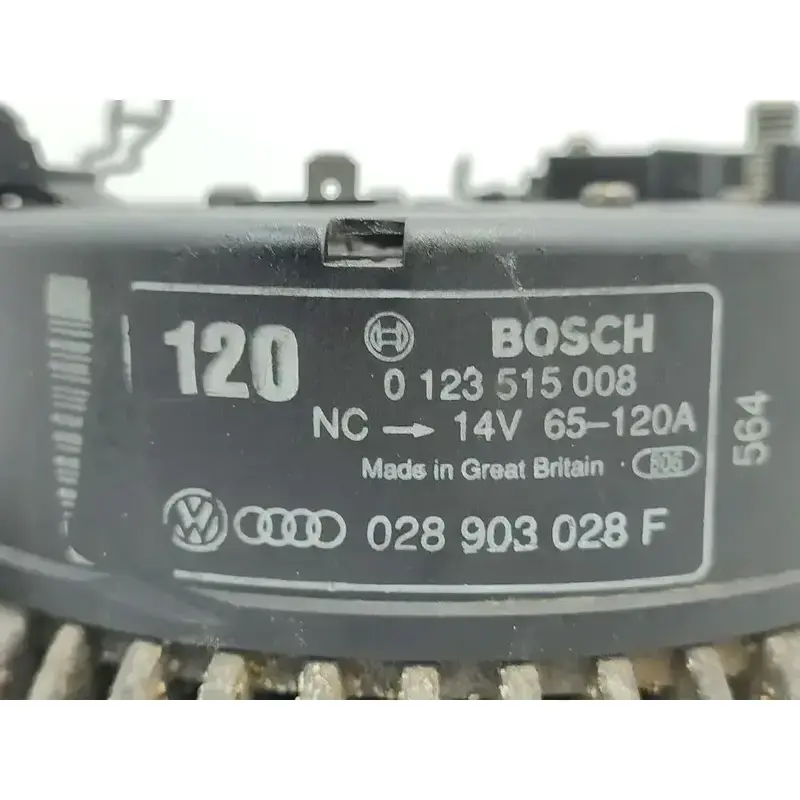 120 BOSCH
0 123 515 008
NC → 14V 65-120A
Made in Great Britain
028 903 028 F
564